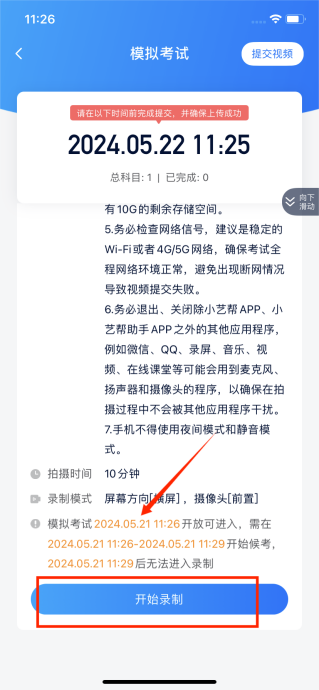 11:26
模拟考试
提交视频
请在以下时间前完成提交，并确保上传成功
2024.05.22 11:25
总科目: 1 | 已完成: 0
向下
滑动
有10G的剩余存储空间。
5.务必检查网络信号，建议是稳定的
Wi-Fi或者4G/5G网络，确保考试全
程网络环境正常，避免出现断网情况
导致视频提交失败。
6.务必退出、关闭除小艺帮APP、小
艺帮助手APP之外的其他应用程序，
例如微信、QQ、录屏、音乐、视
频、在线课堂等可能会用到麦克风、
扬声器和摄像头的程序，以确保在拍
摄过程中不会被其他应用程序干扰。
7.手机不得使用夜间模式和静音模
式。
拍摄时间 10分钟
录制模式 屏幕方向[横屏]，摄像头[前置]
模拟考试2024.05.21 11:26开放可进入，需在
2024.05.21 11:26-2024.05.21 11:29开始候考，
2024.05.21 11:29后无法进入录制
开始录制